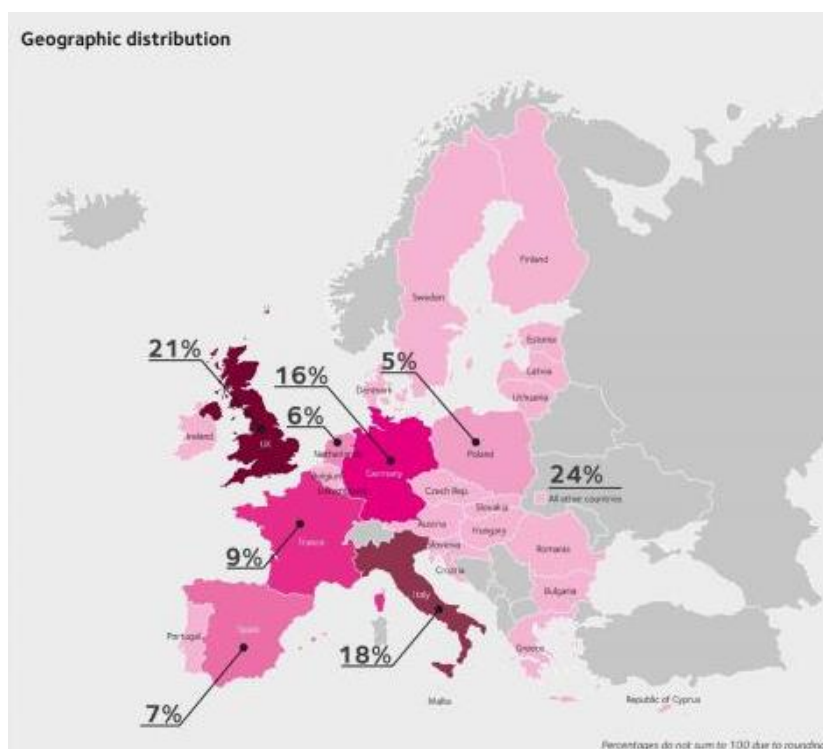 Geographic distribution
Finland
Sweden
21%
16%
5%
Estonia
Latvia
Lithuania
Denmark
6%
Ireland
UK
Netherlands
Germany
Poland
24%
All other countries
Belgium
Luxembourg
Czech Rep.
Slovakia
Austria
Hungary
France
Slovenia
Romania
Croatia
9%
Italy
Bulgaria
Portugal
Spain
18%
Greece
7%
Malta
Republic of Cyprus
Percentages do not sum to 100 due to rounding